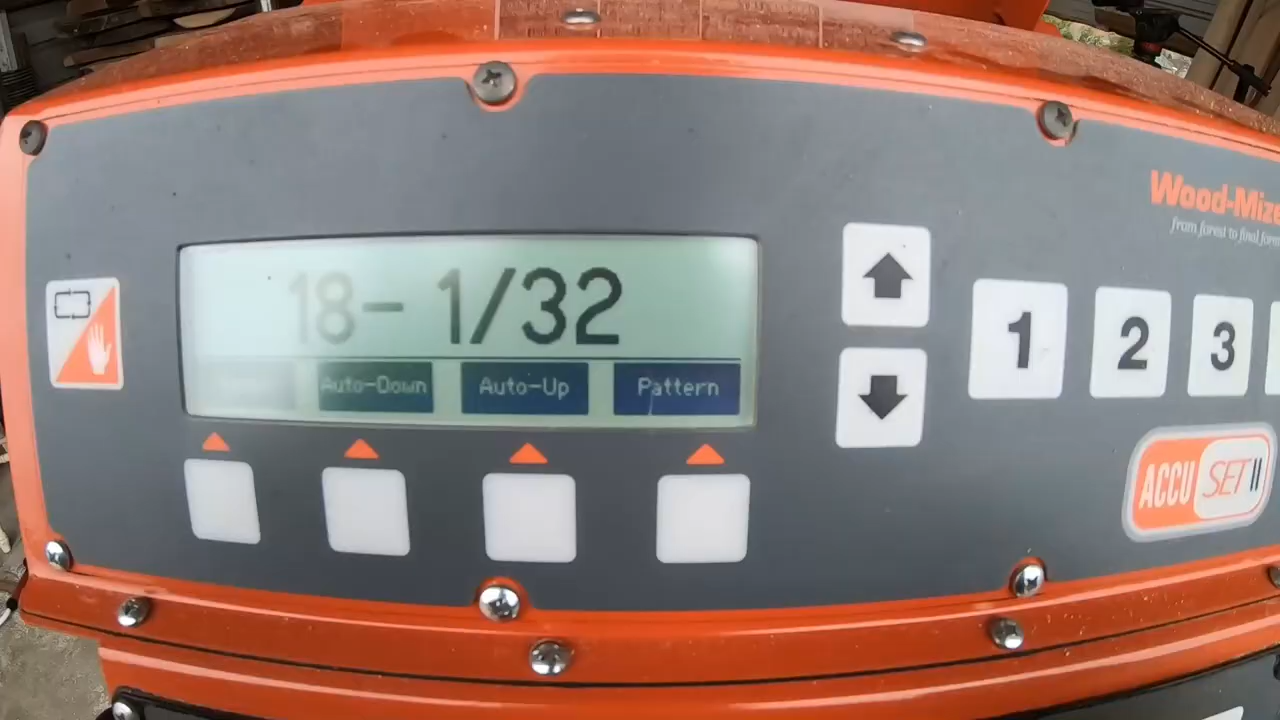 Wood-Mize
from forest to final for
18- 1/32
Auto-Down Auto-Up Pattern
1 2 3
ACCU SET II